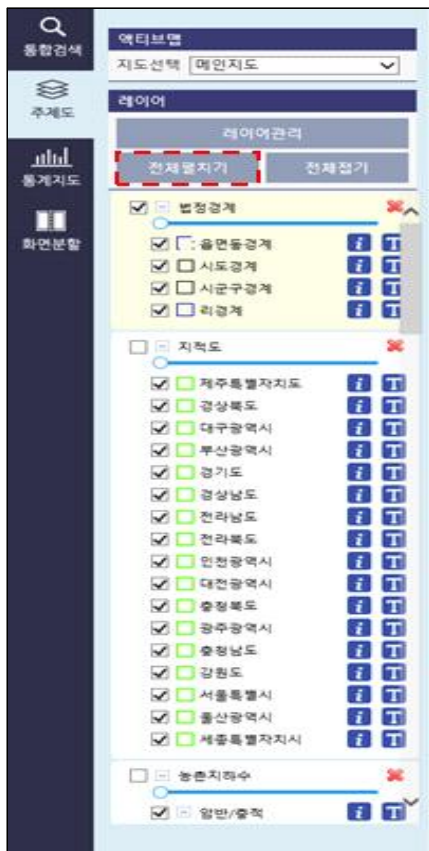 통합검색
주제도
통계지도
화면분할
액티브맵
지도선택 메인지도
레이어
레이어관리
전체펼치기 전체접기
법정경계
읍면동경계
시도경계
시군구경계
리경계
지적도
제주특별자치도
경상북도
대구광역시
부산광역시
경기도
경상남도
전라남도
전라북도
인천광역시
대전광역시
충청북도
광주광역시
충청남도
강원도
서울특별시
울산광역시
세종특별자치시
농촌지하수
암반/충적